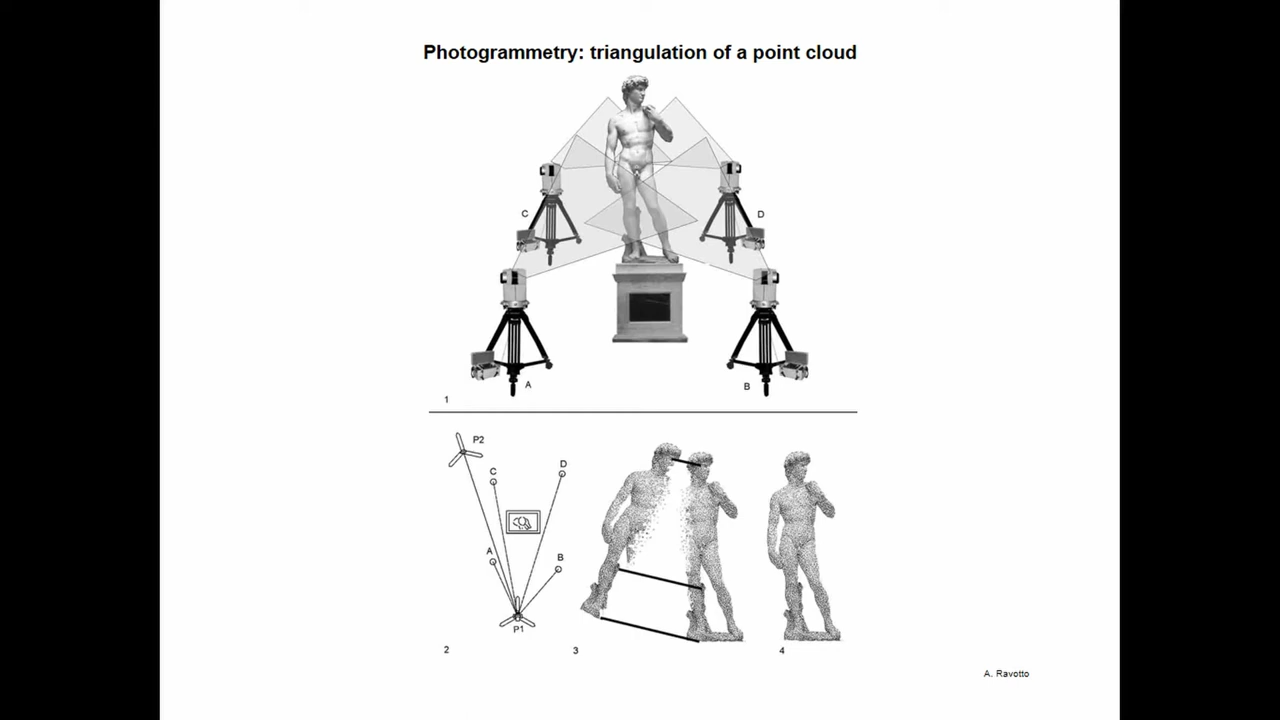 Photogrammetry: triangulation of a point cloud
C
D
A
B
1
P2
C
D
A
B
P1
2
3
4
A. Ravotto